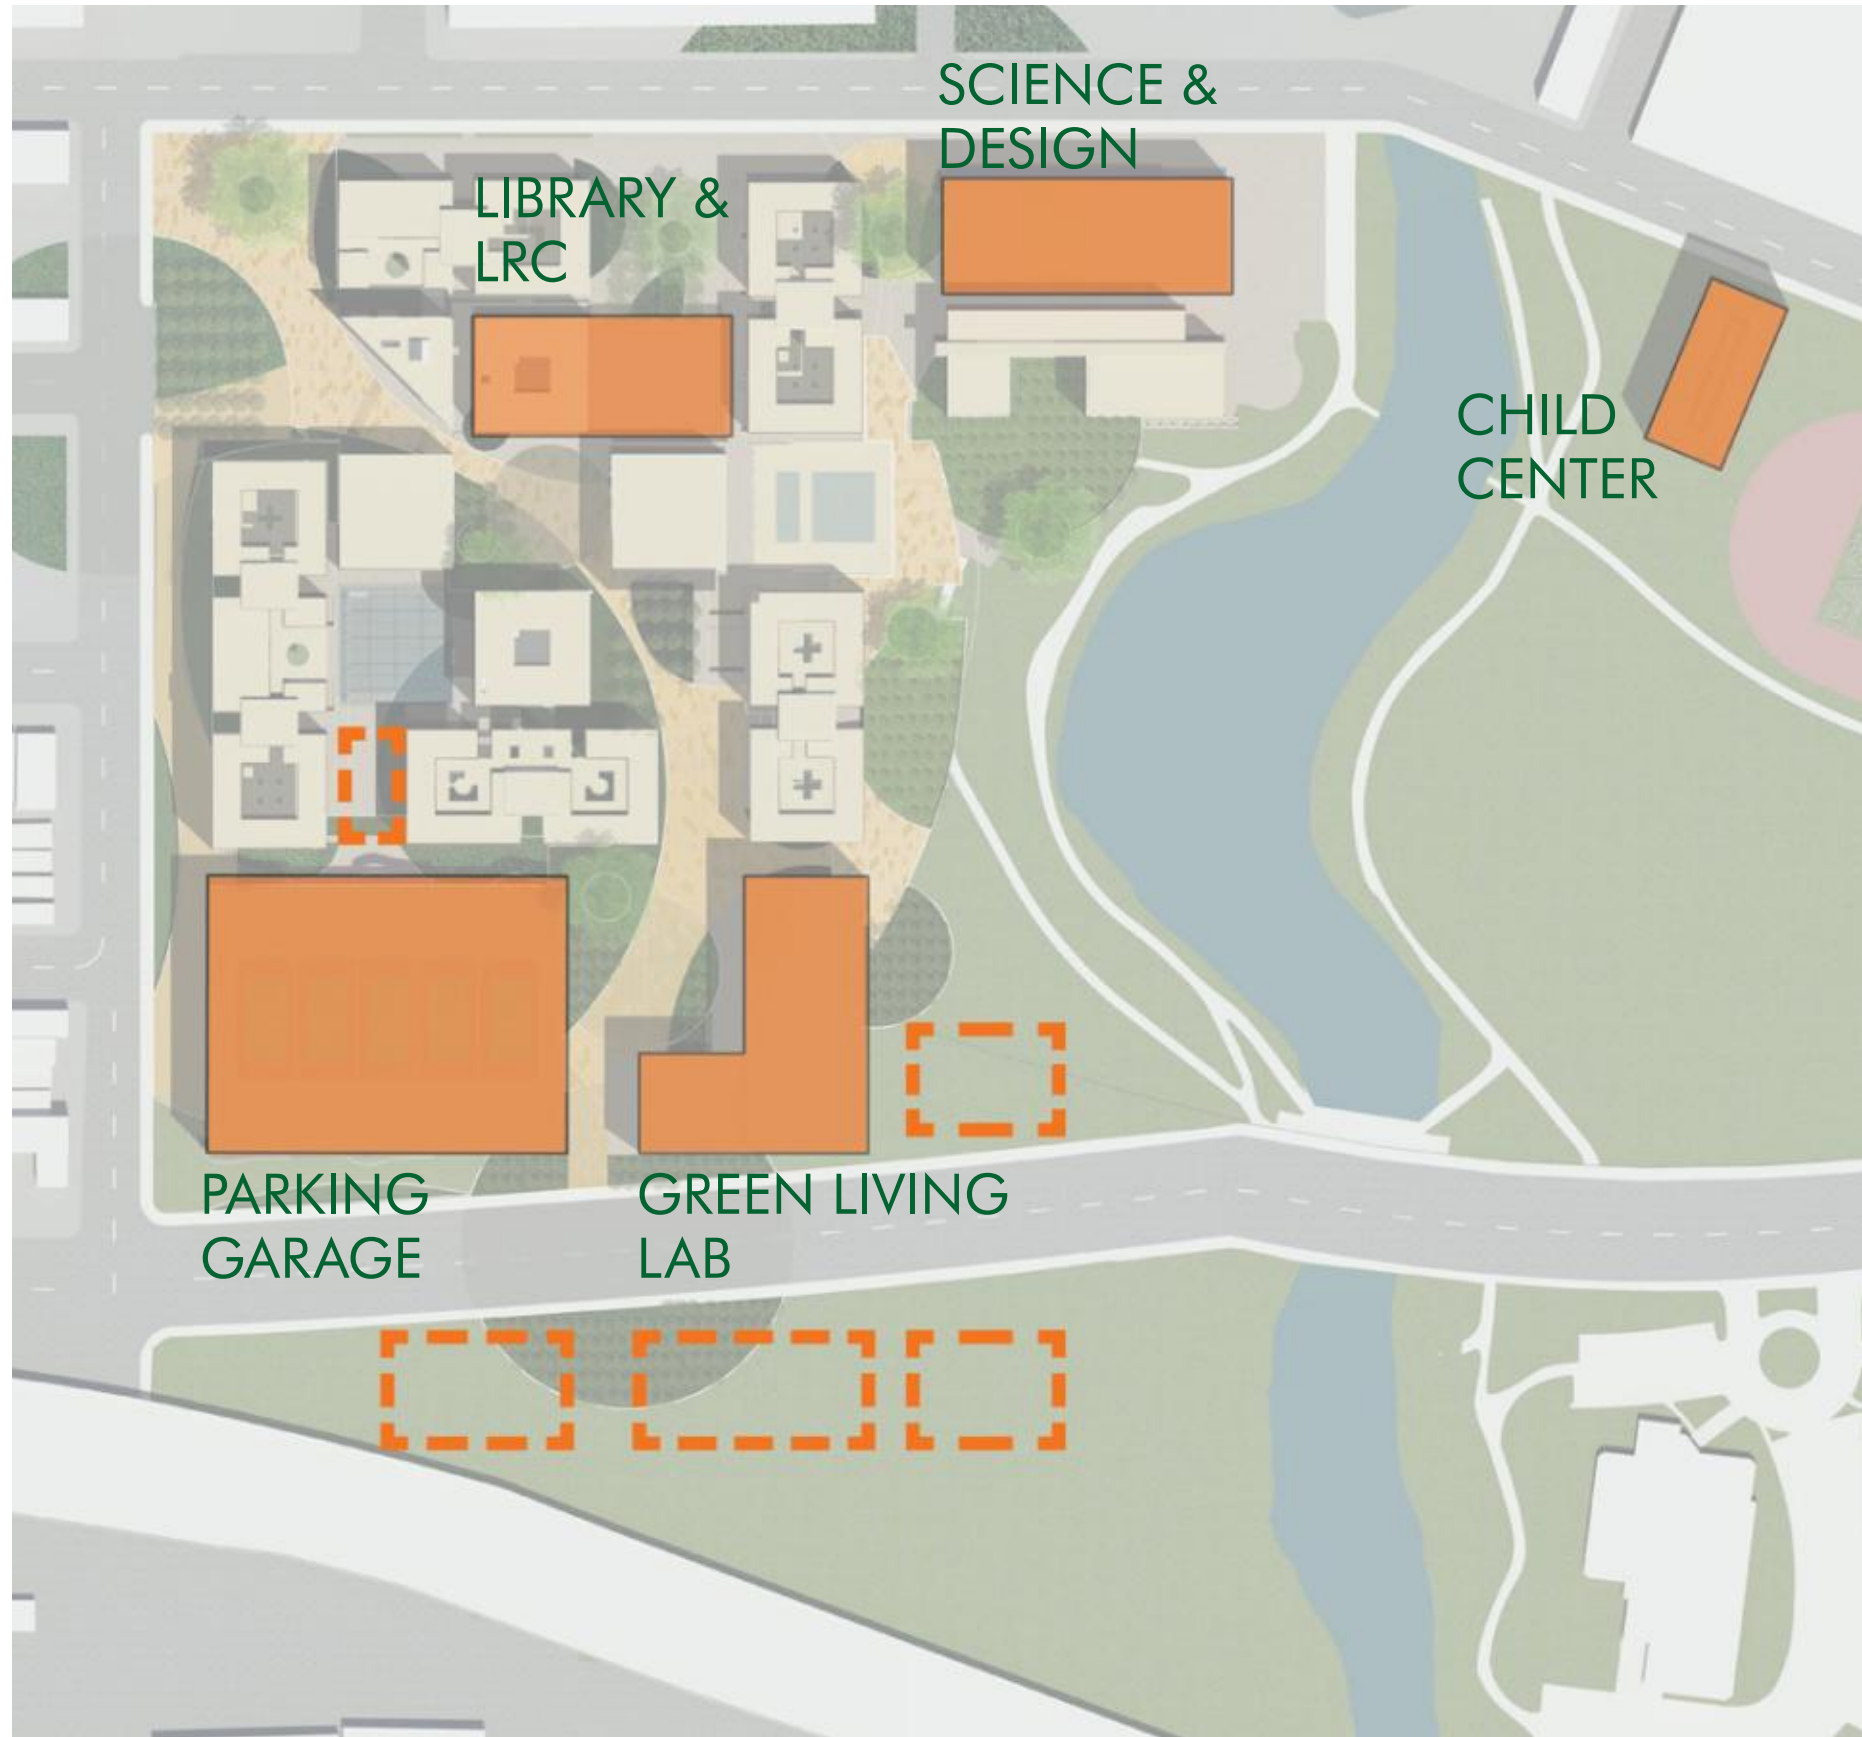 SCIENCE &
DESIGN
LIBRARY &
LRC
CHILD
CENTER
PARKING
GARAGE
GREEN LIVING
LAB